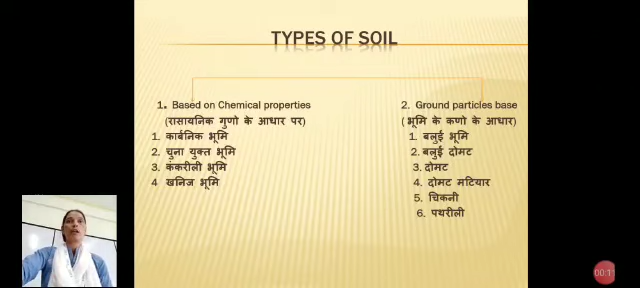 TYPES OF SOIL
1. Based on Chemical properties
(रासायनिक गुणो के आधार पर)
1. कार्बनिक भूमि
2. चुना युक्त भूमि
3. कंकरीली भूमि
4 खनिज भूमि
2. Ground particles base
( भूमि के कणो के आधार)
1. बलुई भूमि
2. बलुई दोमट
3. दोमट
4. दोमट मटियार
5. चिकनी
6. पथरीली